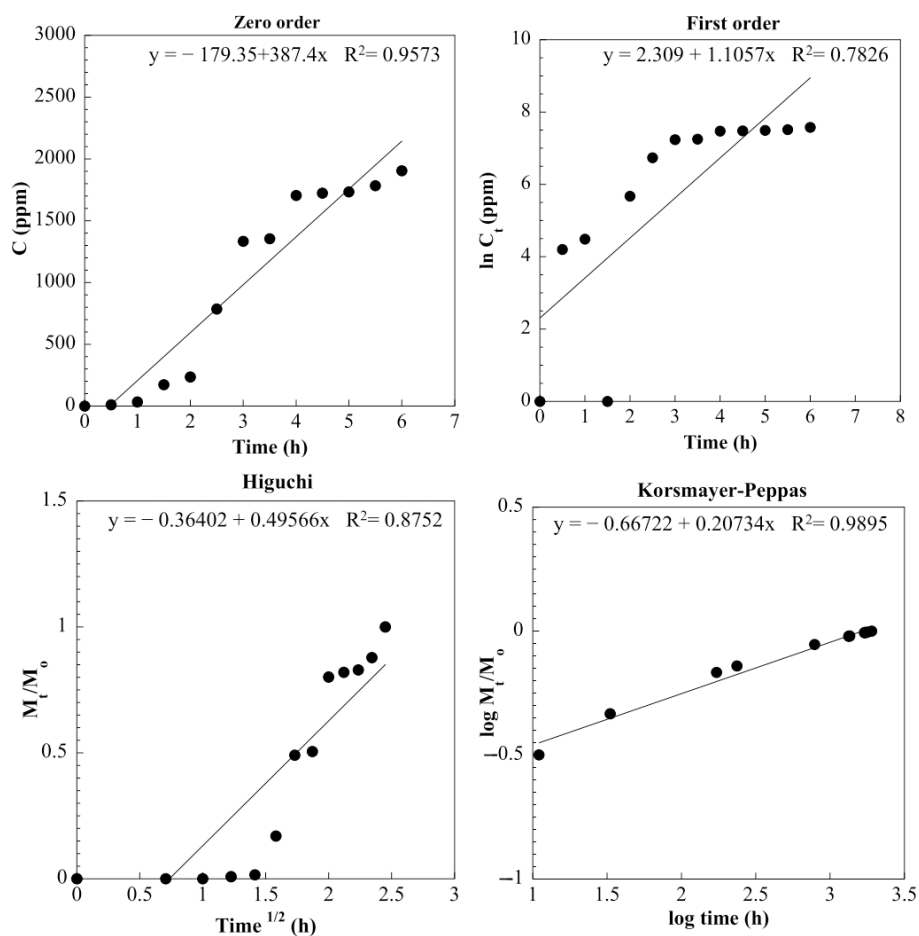 Zero order
y = − 179.35+387.4x R²= 0.9573
3000
2500
2000
1500
1000
500
0
C (ppm)
0 1 2 3 4 5 6 7
Time (h)
First order
y = 2.309 + 1.1057x R²= 0.7826
10
8
6
4
2
0
ln Cₜ (ppm)
0 1 2 3 4 5 6 7 8
Time (h)
Higuchi
y = − 0.36402 + 0.49566x R²= 0.8752
1.5
1
0.5
0
Mₜ/Mₒ
0 0.5 1 1.5 2 2.5 3
Time ¹/² (h)
Korsmayer-Peppas
y = − 0.66722 + 0.20734x R²= 0.9895
0.5
0
−0.5
−1
log Mₜ/Mₒ
1 1.5 2 2.5 3 3.5
log time (h)